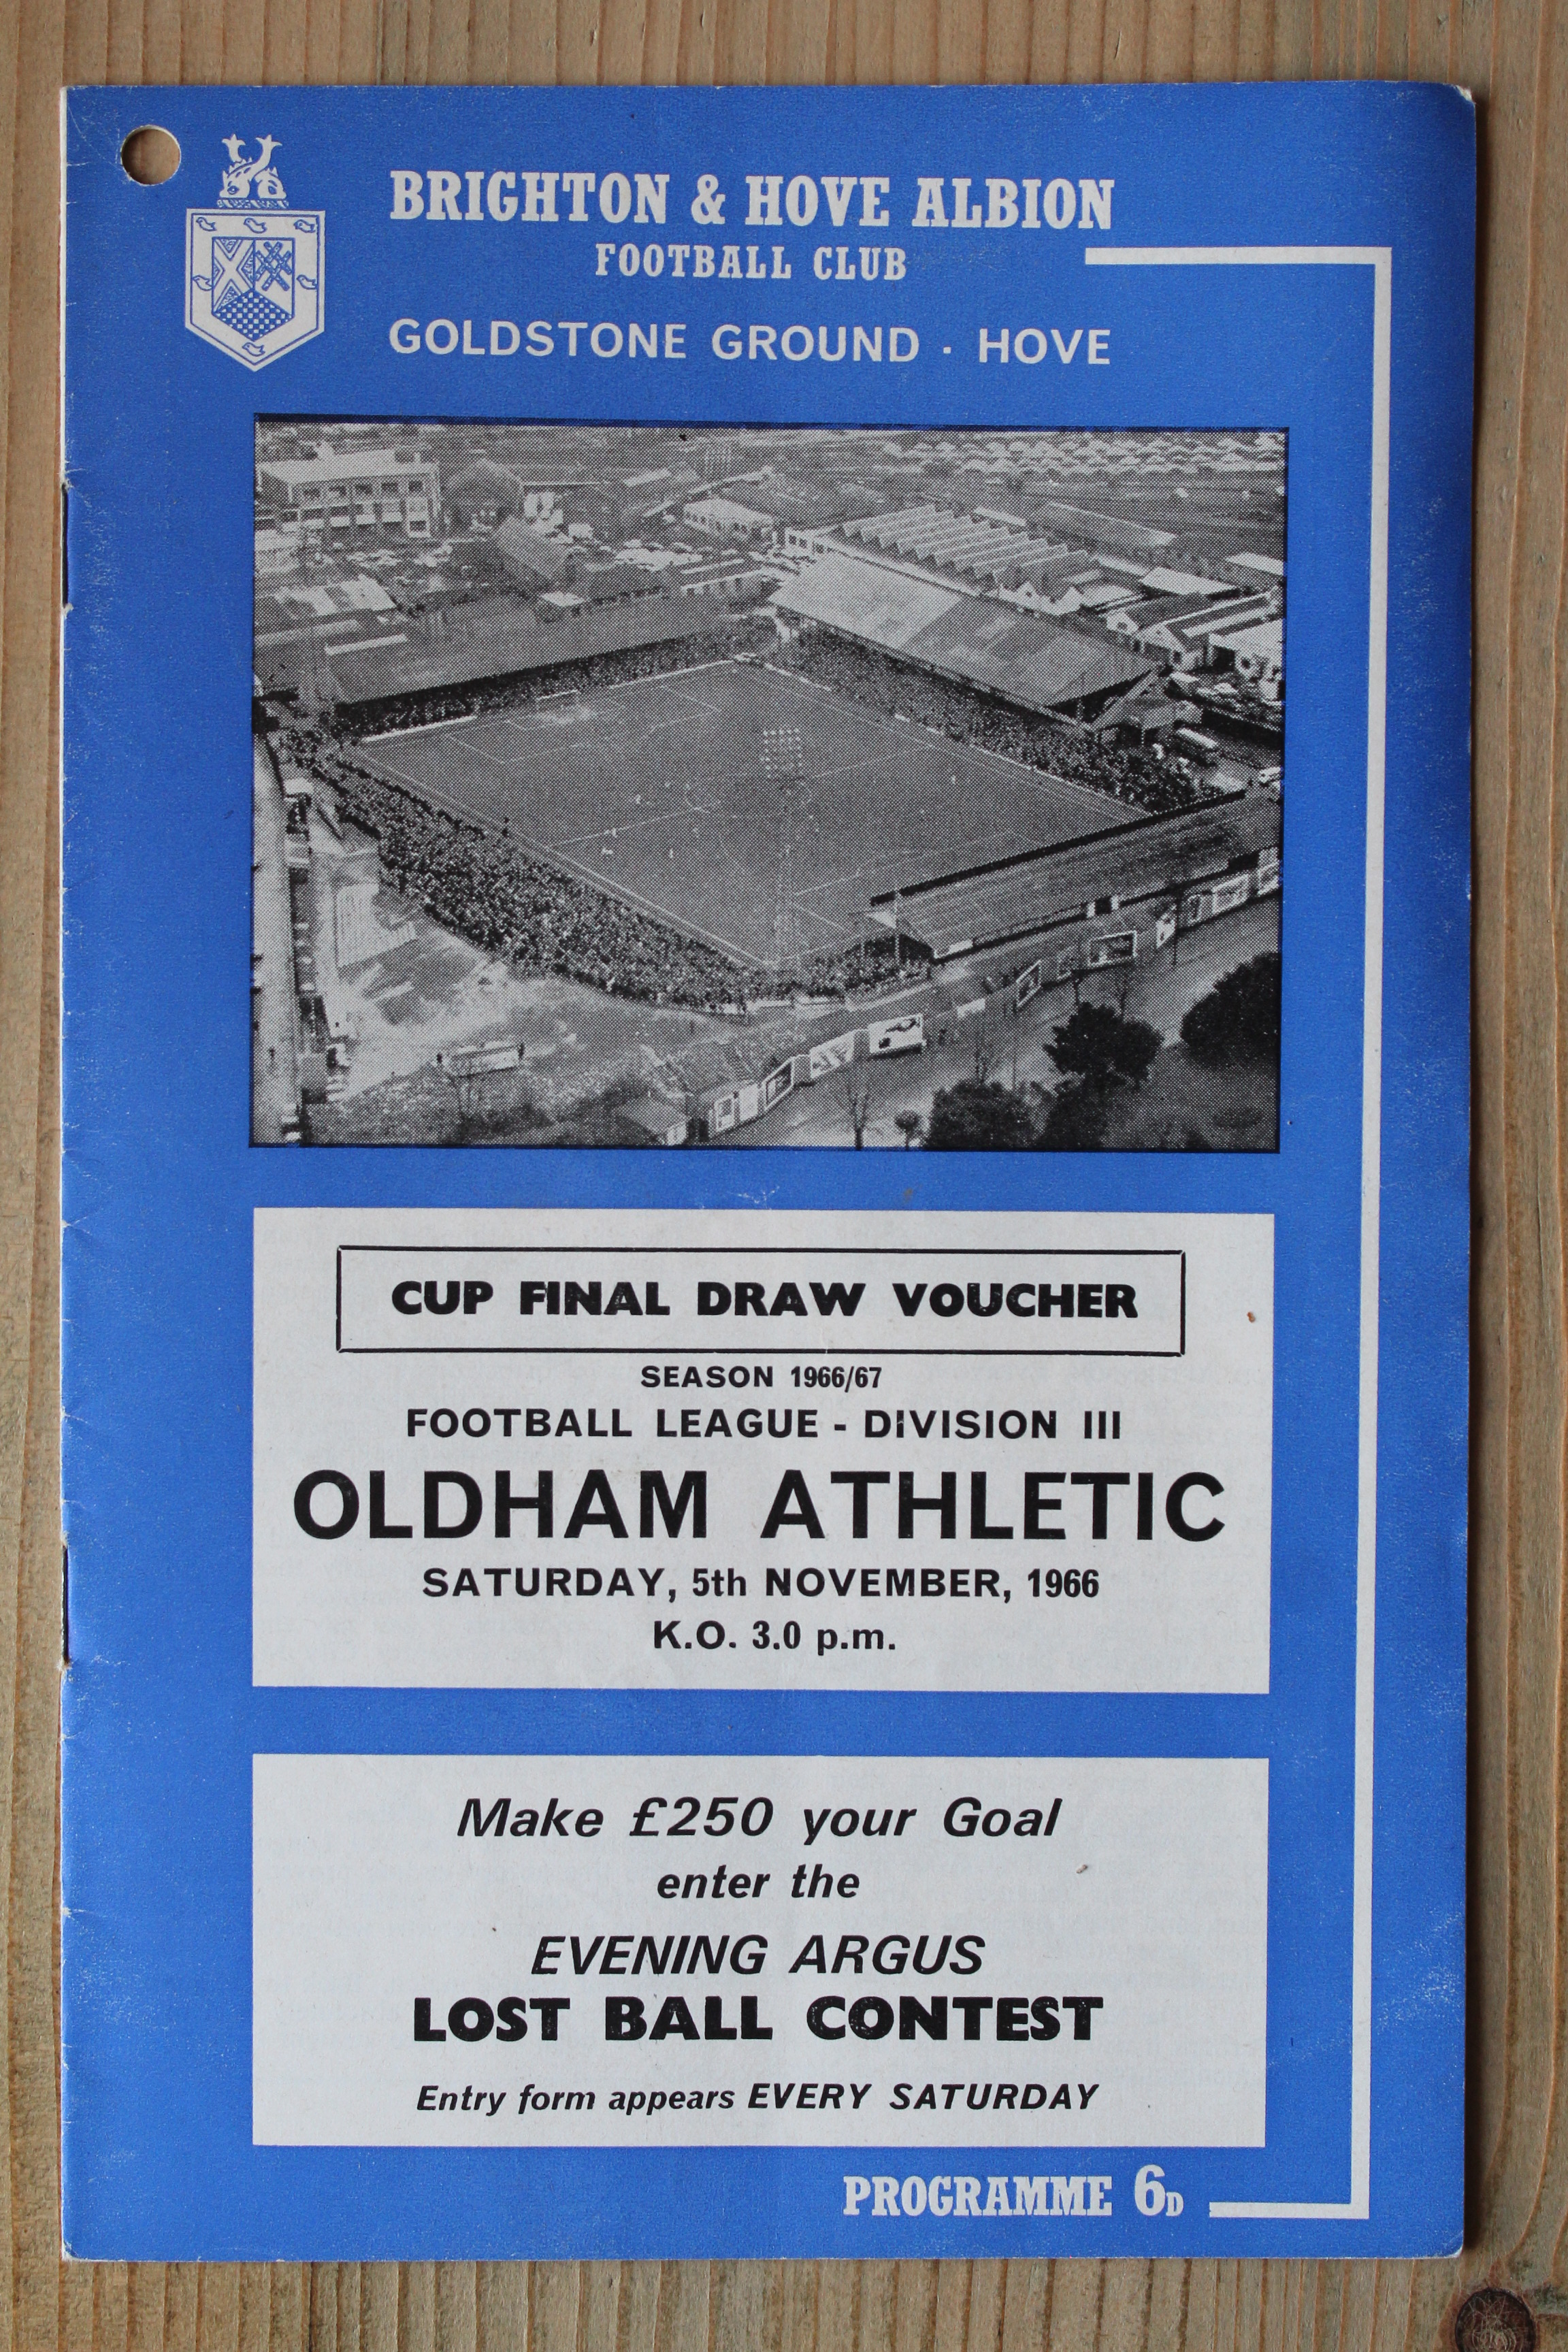 BRIGHTON & HOVE ALBION
FOOTBALL CLUB
GOLDSTONE GROUND · HOVE
CUP FINAL DRAW VOUCHER
SEASON 1966/67
FOOTBALL LEAGUE - DIVISION III
OLDHAM ATHLETIC
SATURDAY, 5th NOVEMBER, 1966
K.O. 3.0 p.m.
Make £250 your Goal
enter the
EVENING ARGUS
LOST BALL CONTEST
Entry form appears EVERY SATURDAY
PROGRAMME 6D